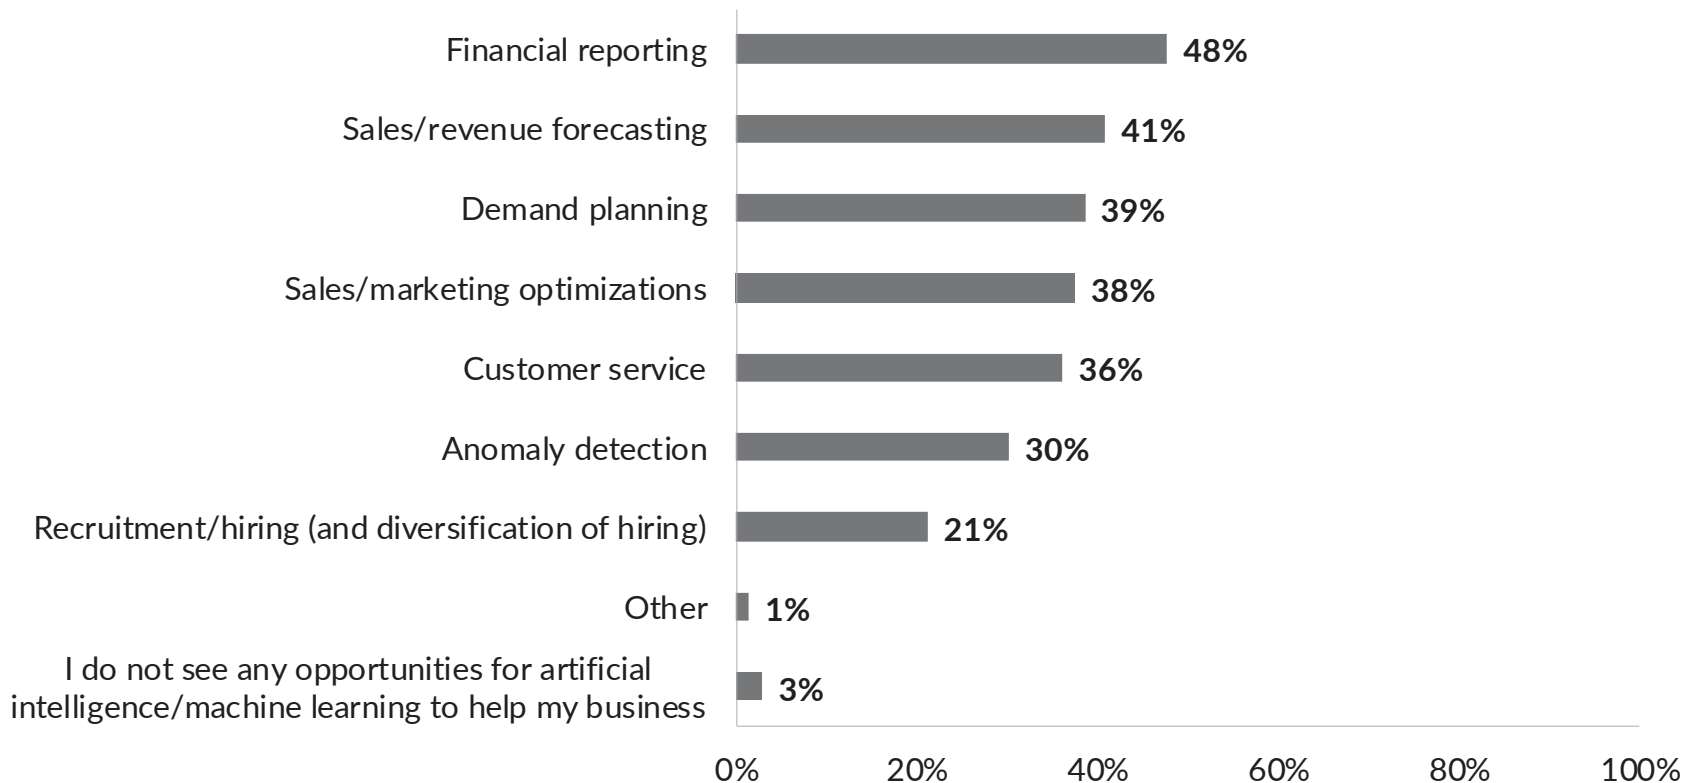 Financial reporting 48%
Sales/revenue forecasting 41%
Demand planning 39%
Sales/marketing optimizations 38%
Customer service 36%
Anomaly detection 30%
Recruitment/hiring (and diversification of hiring) 21%
Other 1%
I do not see any opportunities for artificial
intelligence/machine learning to help my business 3%
0% 20% 40% 60% 80% 100%